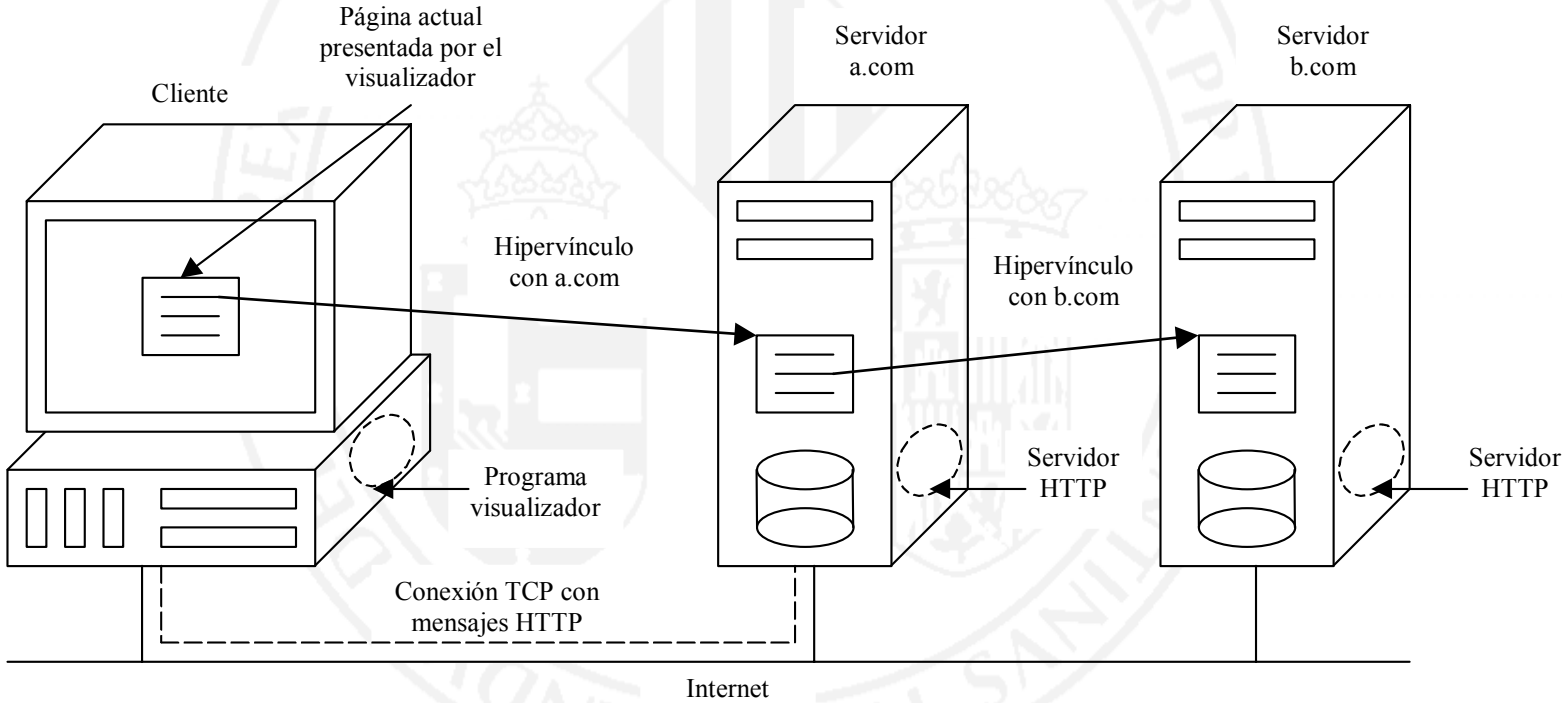 Página actual
presentada por el
visualizador
Cliente
Servidor
a.com
Servidor
b.com
Hipervínculo
con a.com
Hipervínculo
con b.com
Programa
visualizador
Servidor
HTTP
Servidor
HTTP
Conexión TCP con
mensajes HTTP
Internet